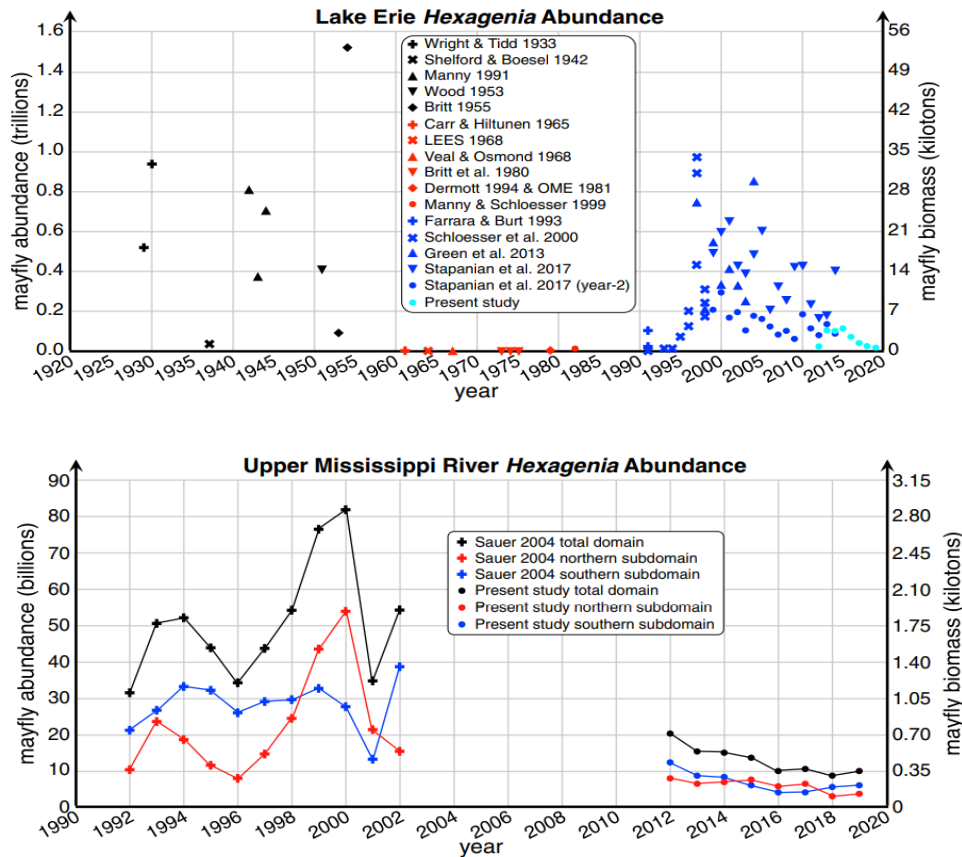 Lake Erie Hexagenia Abundance
mayfly abundance (trillions)
1.6
1.4
1.2
1.0
0.8
0.6
0.4
0.2
0.0
Wright & Tidd 1933
Shelford & Boesel 1942
Manny 1991
Wood 1953
Britt 1955
Carr & Hiltunen 1965
LEES 1968
Veal & Osmond 1968
Britt et al. 1980
Dermott 1994 & OME 1981
Manny & Schloesser 1999
Farrara & Burt 1993
Schloesser et al. 2000
Green et al. 2013
Stapanian et al. 2017
Stapanian et al. 2017 (year-2)
Present study
56
49
42
35
28
21
14
7
0
mayfly biomass (kilotons)
1920 1925 1930 1935 1940 1945 1950 1955 1960 1965 1970 1975 1980 1985 1990 1995 2000 2005 2010 2015 2020
year
Upper Mississippi River Hexagenia Abundance
mayfly abundance (billions)
90
80
70
60
50
40
30
20
10
0
Sauer 2004 total domain
Sauer 2004 northern subdomain
Sauer 2004 southern subdomain
Present study total domain
Present study northern subdomain
Present study southern subdomain
3.15
2.80
2.45
2.10
1.75
1.40
1.05
0.70
0.35
0
mayfly biomass (kilotons)
1990 1992 1994 1996 1998 2000 2002 2004 2006 2008 2010 2012 2014 2016 2018 2020
year